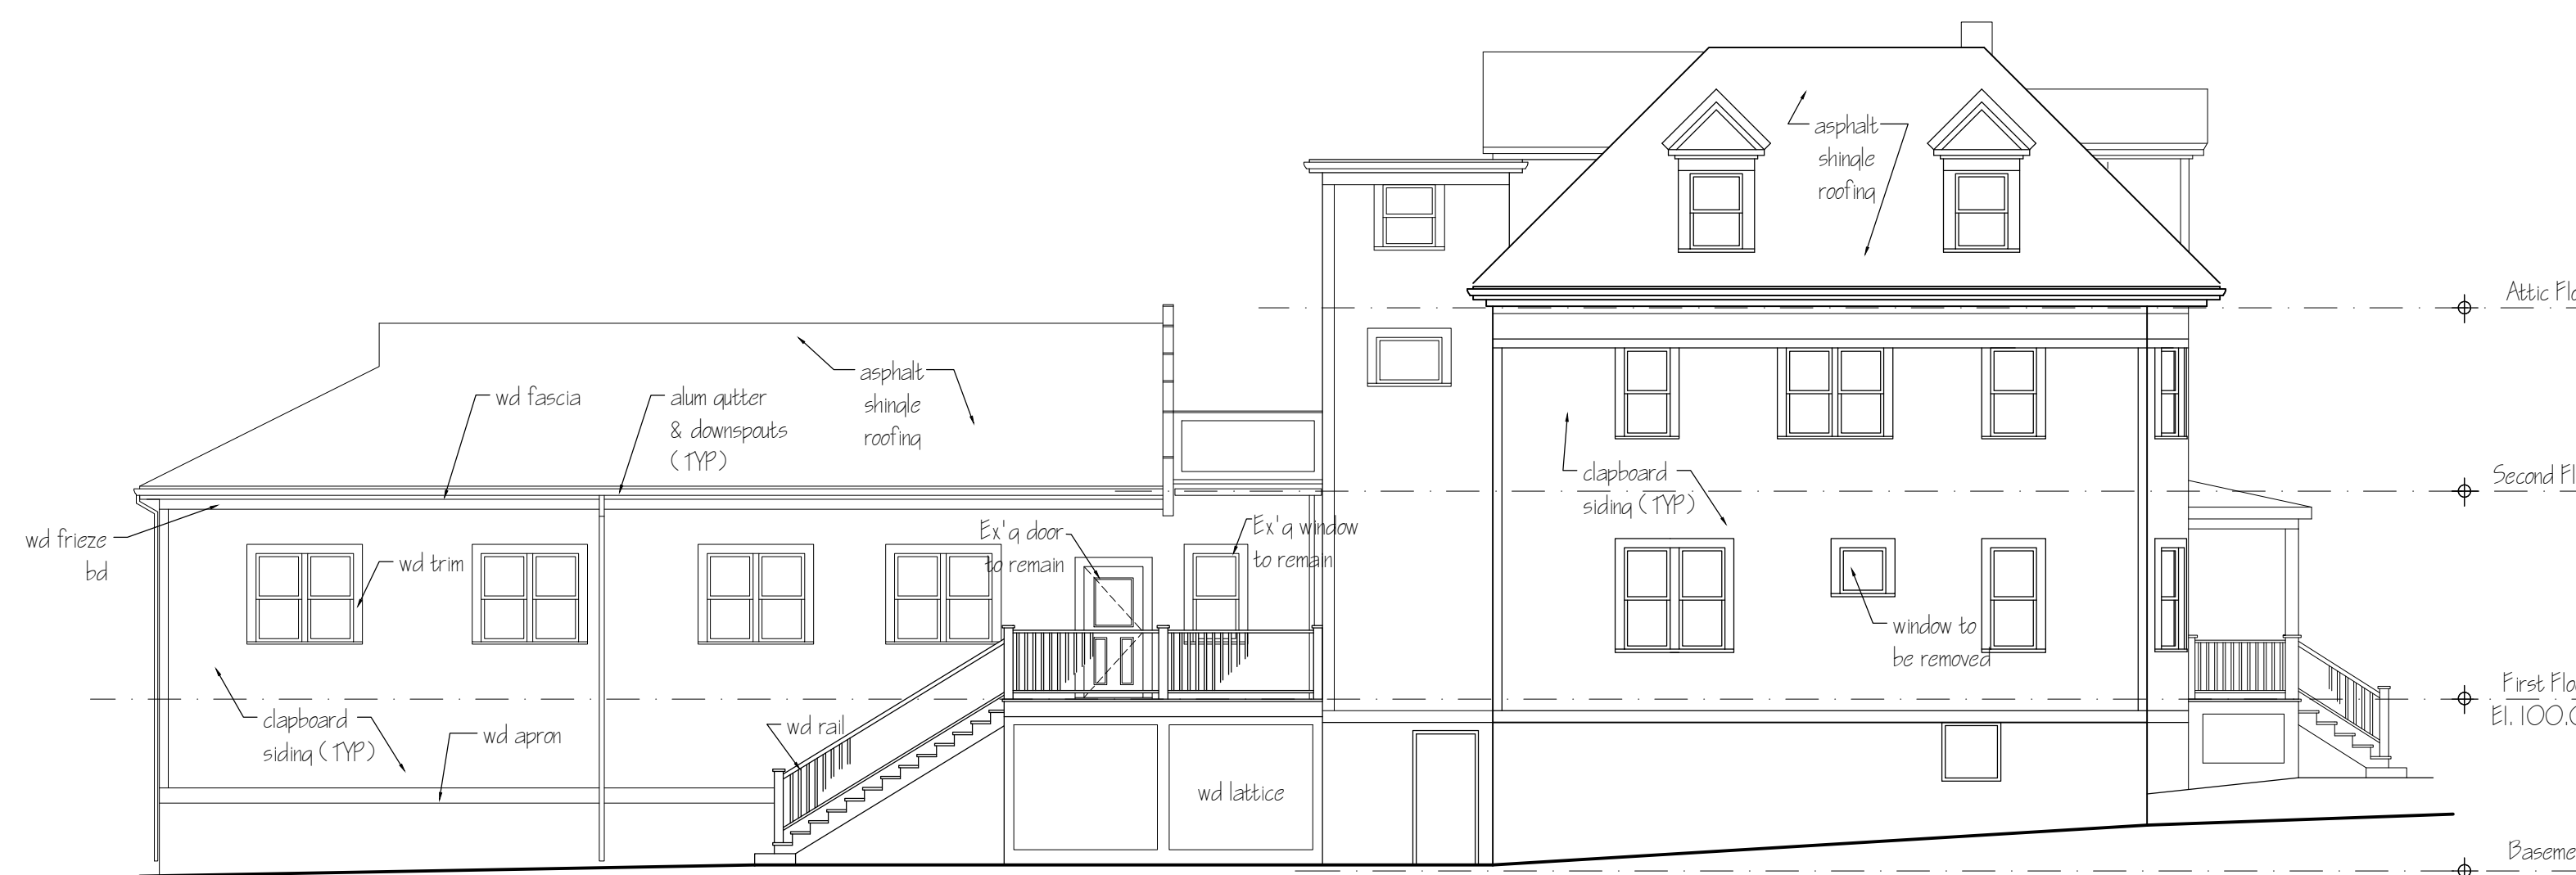 asphalt
shingle
roofing
Attic Flo
wd fascia
alum gutter
& downspouts
(TYP)
asphalt
shingle
roofing
clapboard
siding (TYP)
Second Fl
wd frieze
bd
wd trim
Ex'g door
to remain
Ex'g window
to remain
window to
be removed
First Flo
El. 100.0
clapboard
siding (TYP)
wd apron
wd rail
wd lattice
Baseme